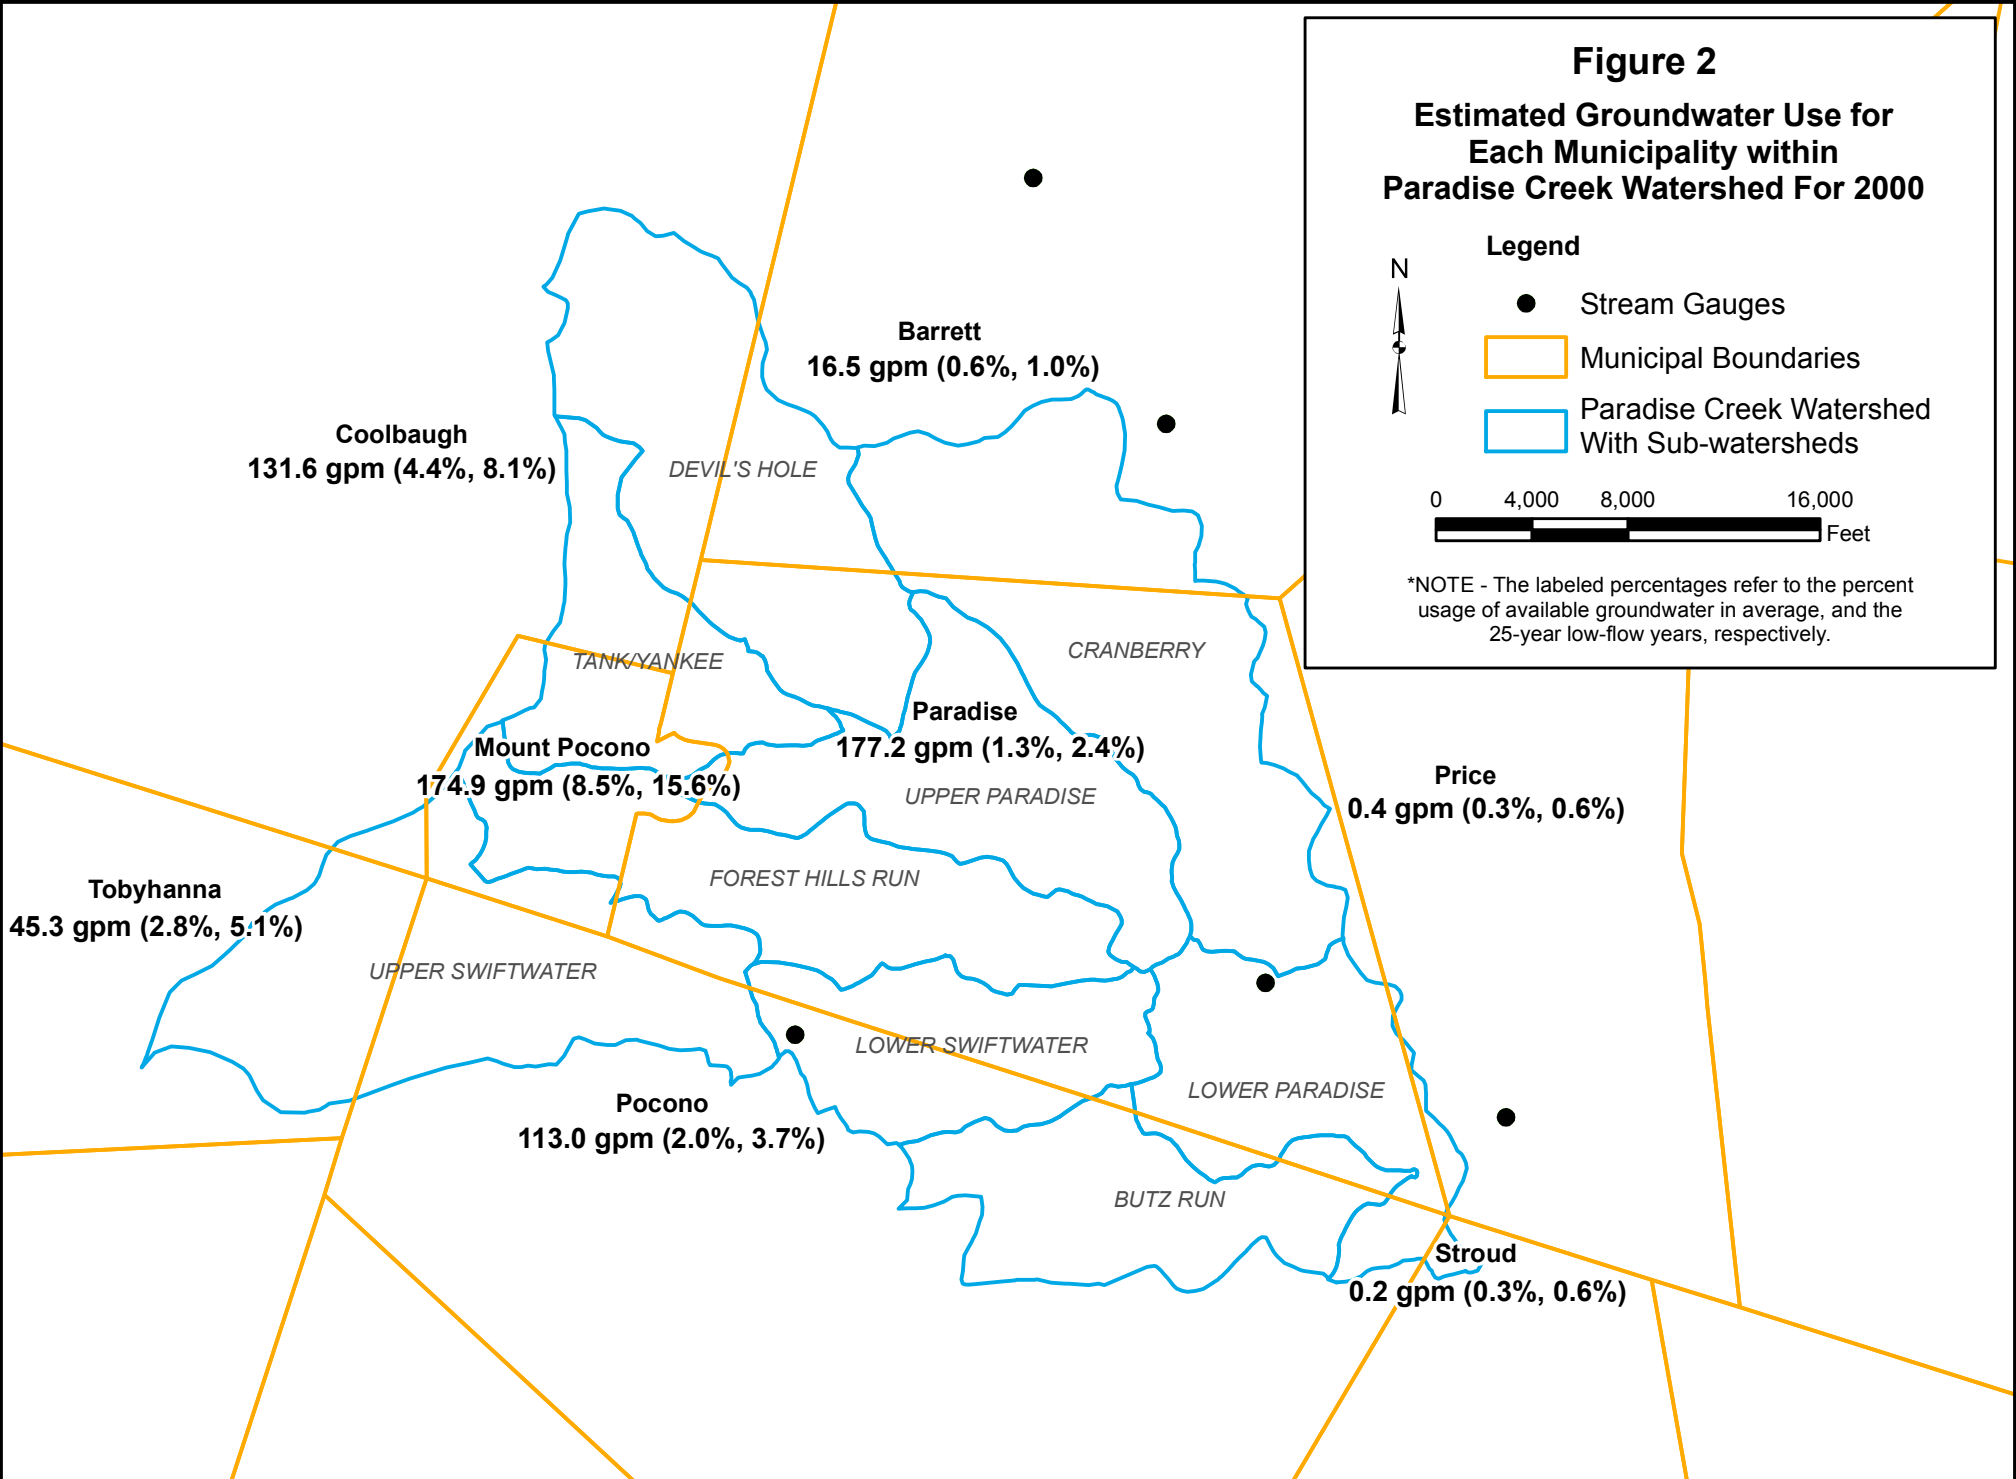 Figure 2
Estimated Groundwater Use for
Each Municipality within
Paradise Creek Watershed For 2000
Legend
N
Stream Gauges
Municipal Boundaries
Paradise Creek Watershed
With Sub-watersheds
0 4,000 8,000 16,000
Feet
*NOTE - The labeled percentages refer to the percent
usage of available groundwater in average, and the
25-year low-flow years, respectively.
Barrett
16.5 gpm (0.6%, 1.0%)
Coolbaugh
131.6 gpm (4.4%, 8.1%)
DEVIL'S HOLE
CRANBERRY
TANK/YANKEE
Paradise
177.2 gpm (1.3%, 2.4%)
Mount Pocono
174.9 gpm (8.5%, 15.6%)
UPPER PARADISE
Price
0.4 gpm (0.3%, 0.6%)
FOREST HILLS RUN
Tobyhanna
45.3 gpm (2.8%, 5.1%)
UPPER SWIFTWATER
LOWER SWIFTWATER
LOWER PARADISE
Pocono
113.0 gpm (2.0%, 3.7%)
BUTZ RUN
Stroud
0.2 gpm (0.3%, 0.6%)